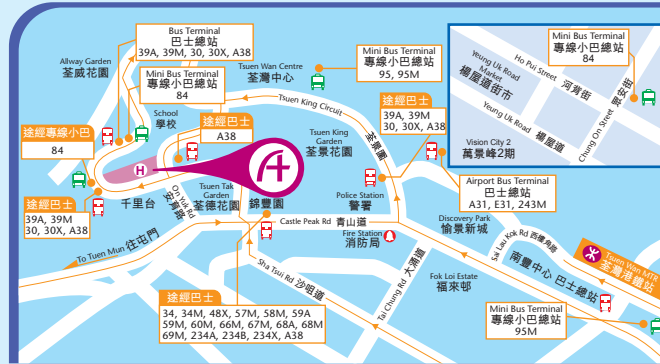 Bus Terminal
巴士總站
39A, 39M, 30, 30X, A38
Allway Garden
荃威花園
Mini Bus Terminal
專線小巴總站
84
School
學校
途經專線小巴
84
途經巴士
A38
Tsuen Wan Centre
荃灣中心
Mini Bus Terminal
專線小巴總站
95, 95M
Tsuen King Circuit
荃景圍
Tsuen King
Garden
荃景花園
途經巴士
39A, 39M
30, 30X, A38
Yeung Uk Road
Market
楊屋道街市
Ho Pui Street
河背街
Mini Bus Terminal
專線小巴總站
84
Yeung Uk Road
楊屋道
Chung On Street
眾安街
Vision City 2
萬景峰2期
Airport Bus Terminal
巴士總站
A31, E31, 243M
H
千里台
On Yuk Rd
安育路
Tsuen Tak
Garden
荃德花園
錦豐園
Police Station
警署
途經巴士
39A, 39M
30, 30X, A38
Castle Peak Rd 青山道
Fire Station
消防局
Discovery Park
愉景新城
Sai Lau Kok Rd 西樓角路
Tsuen Wan MTR
荃灣港鐵站
To Tuen Mun 往屯門
Sha Tsui Rd 沙咀道
Tai Chung Rd 大涌道
Fok Loi Estate
福來邨
南豐中心 巴士總站
途經巴士
34, 34M, 48X, 57M, 58M, 59A
59M, 60M, 66M, 67M, 68A, 68M
69M, 234A, 234B, 234X, A38
Mini Bus Terminal
專線小巴總站
95M